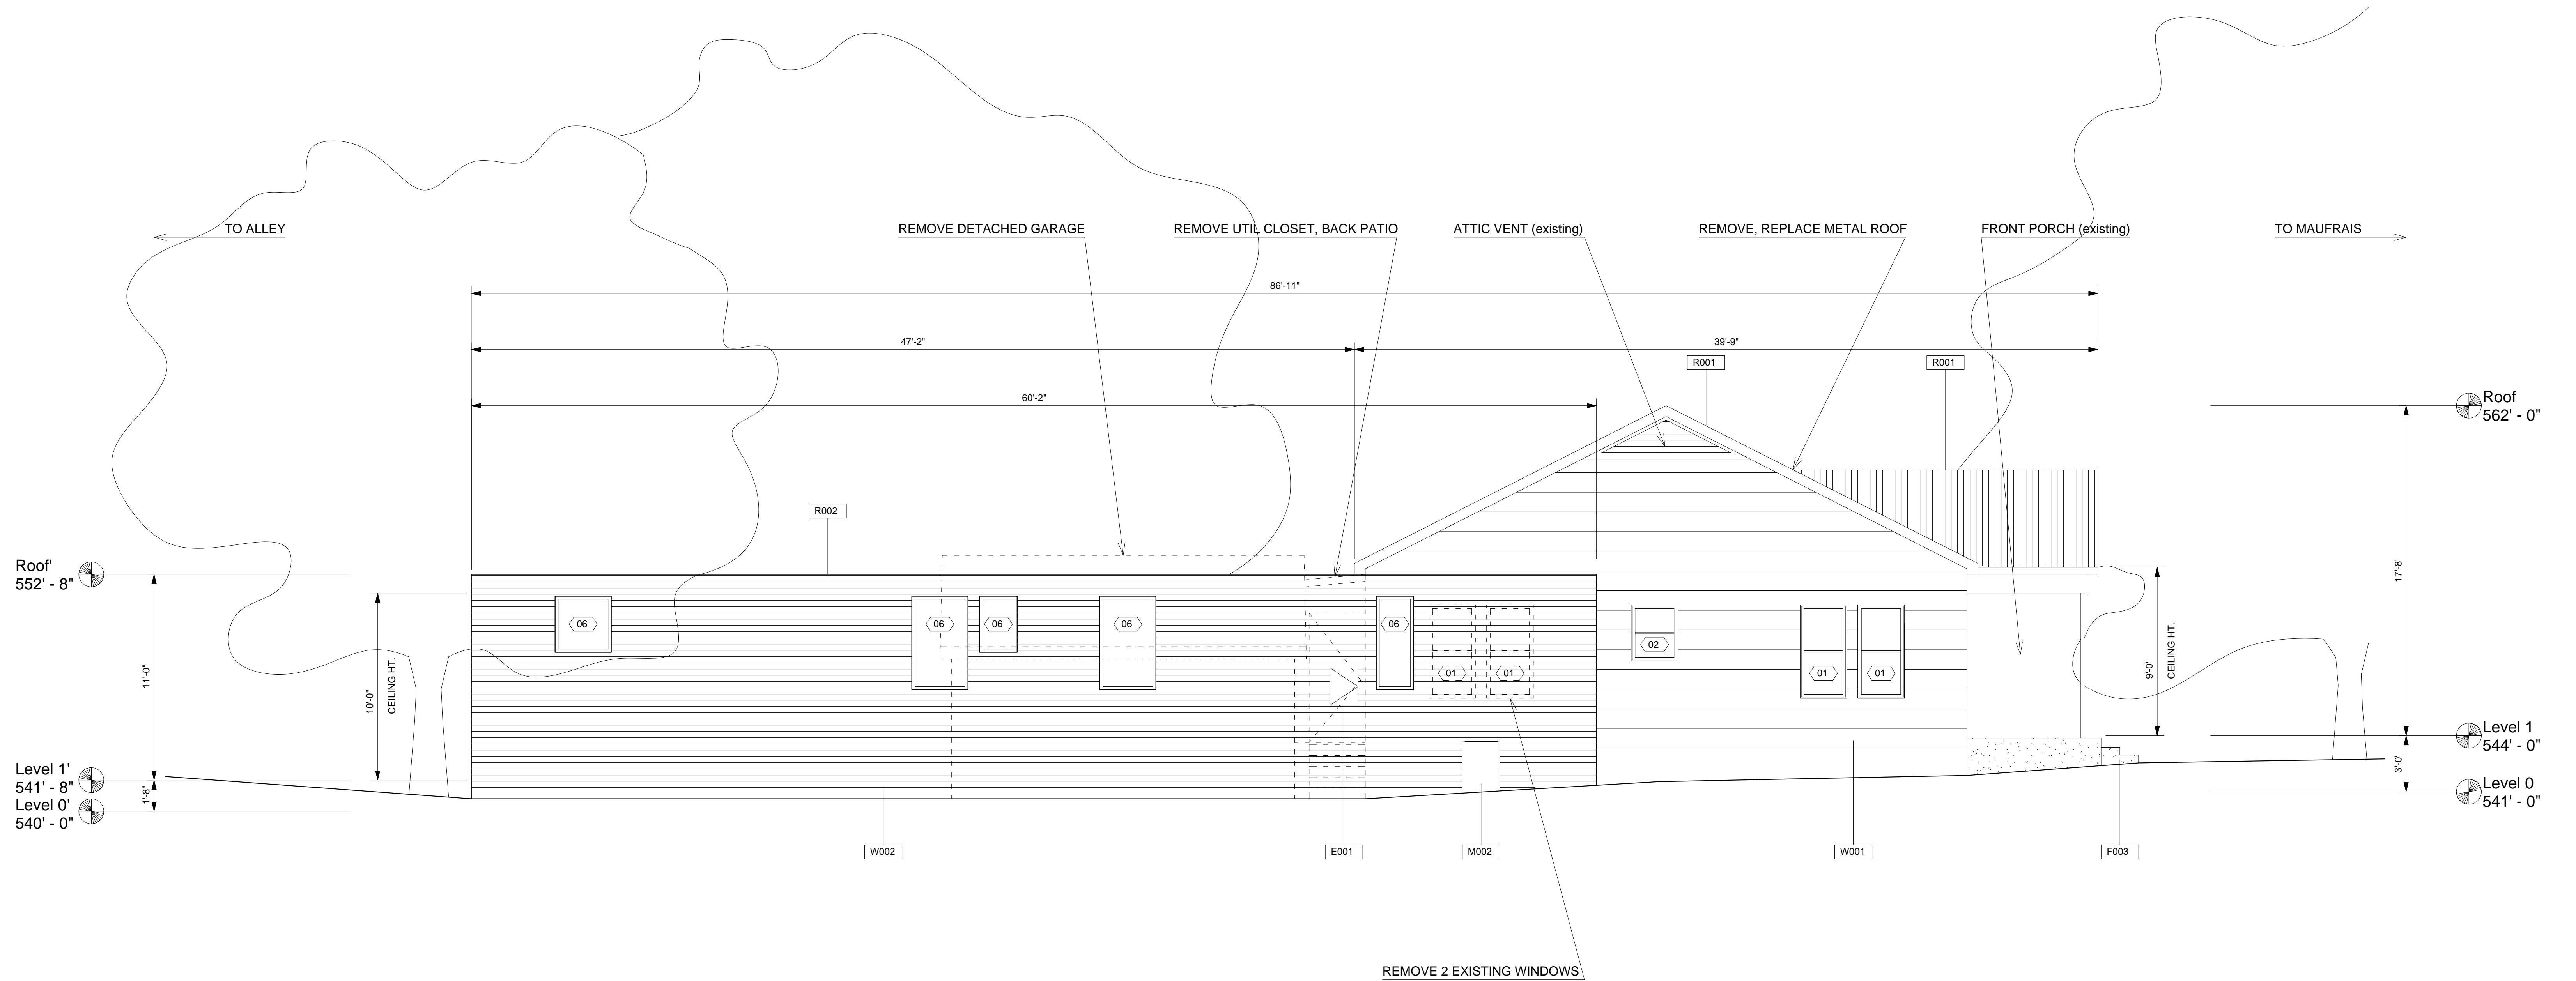 TO ALLEY
REMOVE DETACHED GARAGE
REMOVE UTIL CLOSET, BACK PATIO
ATTIC VENT (existing)
REMOVE, REPLACE METAL ROOF
FRONT PORCH (existing)
TO MAUFRAIS
86'-11"
47'-2"
39'-9"
R001
R001
60'-2"
Roof
562' - 0"
R002
Roof'
552' - 8"
17'-8"
06
06
06
06
06
02
01
01
01
01
11'-0"
10'-0"
CEILING HT.
9'-0"
CEILING HT.
Level 1
544' - 0"
Level 1'
541' - 8"
3'-0"
1'-8"
Level 0
541' - 0"
Level 0'
540' - 0"
W002
E001
M002
W001
F003
REMOVE 2 EXISTING WINDOWS